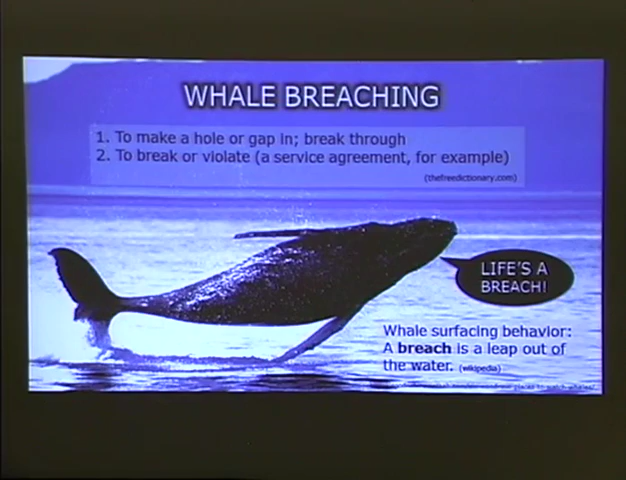 WHALE BREACHING
1. To make a hole or gap in; break through
2. To break or violate (a service agreement, for example)
(thefreedictionary.com)
LIFE'S A
BREACH!
Whale surfacing behavior:
A breach is a leap out of
the water. (wikipedia)